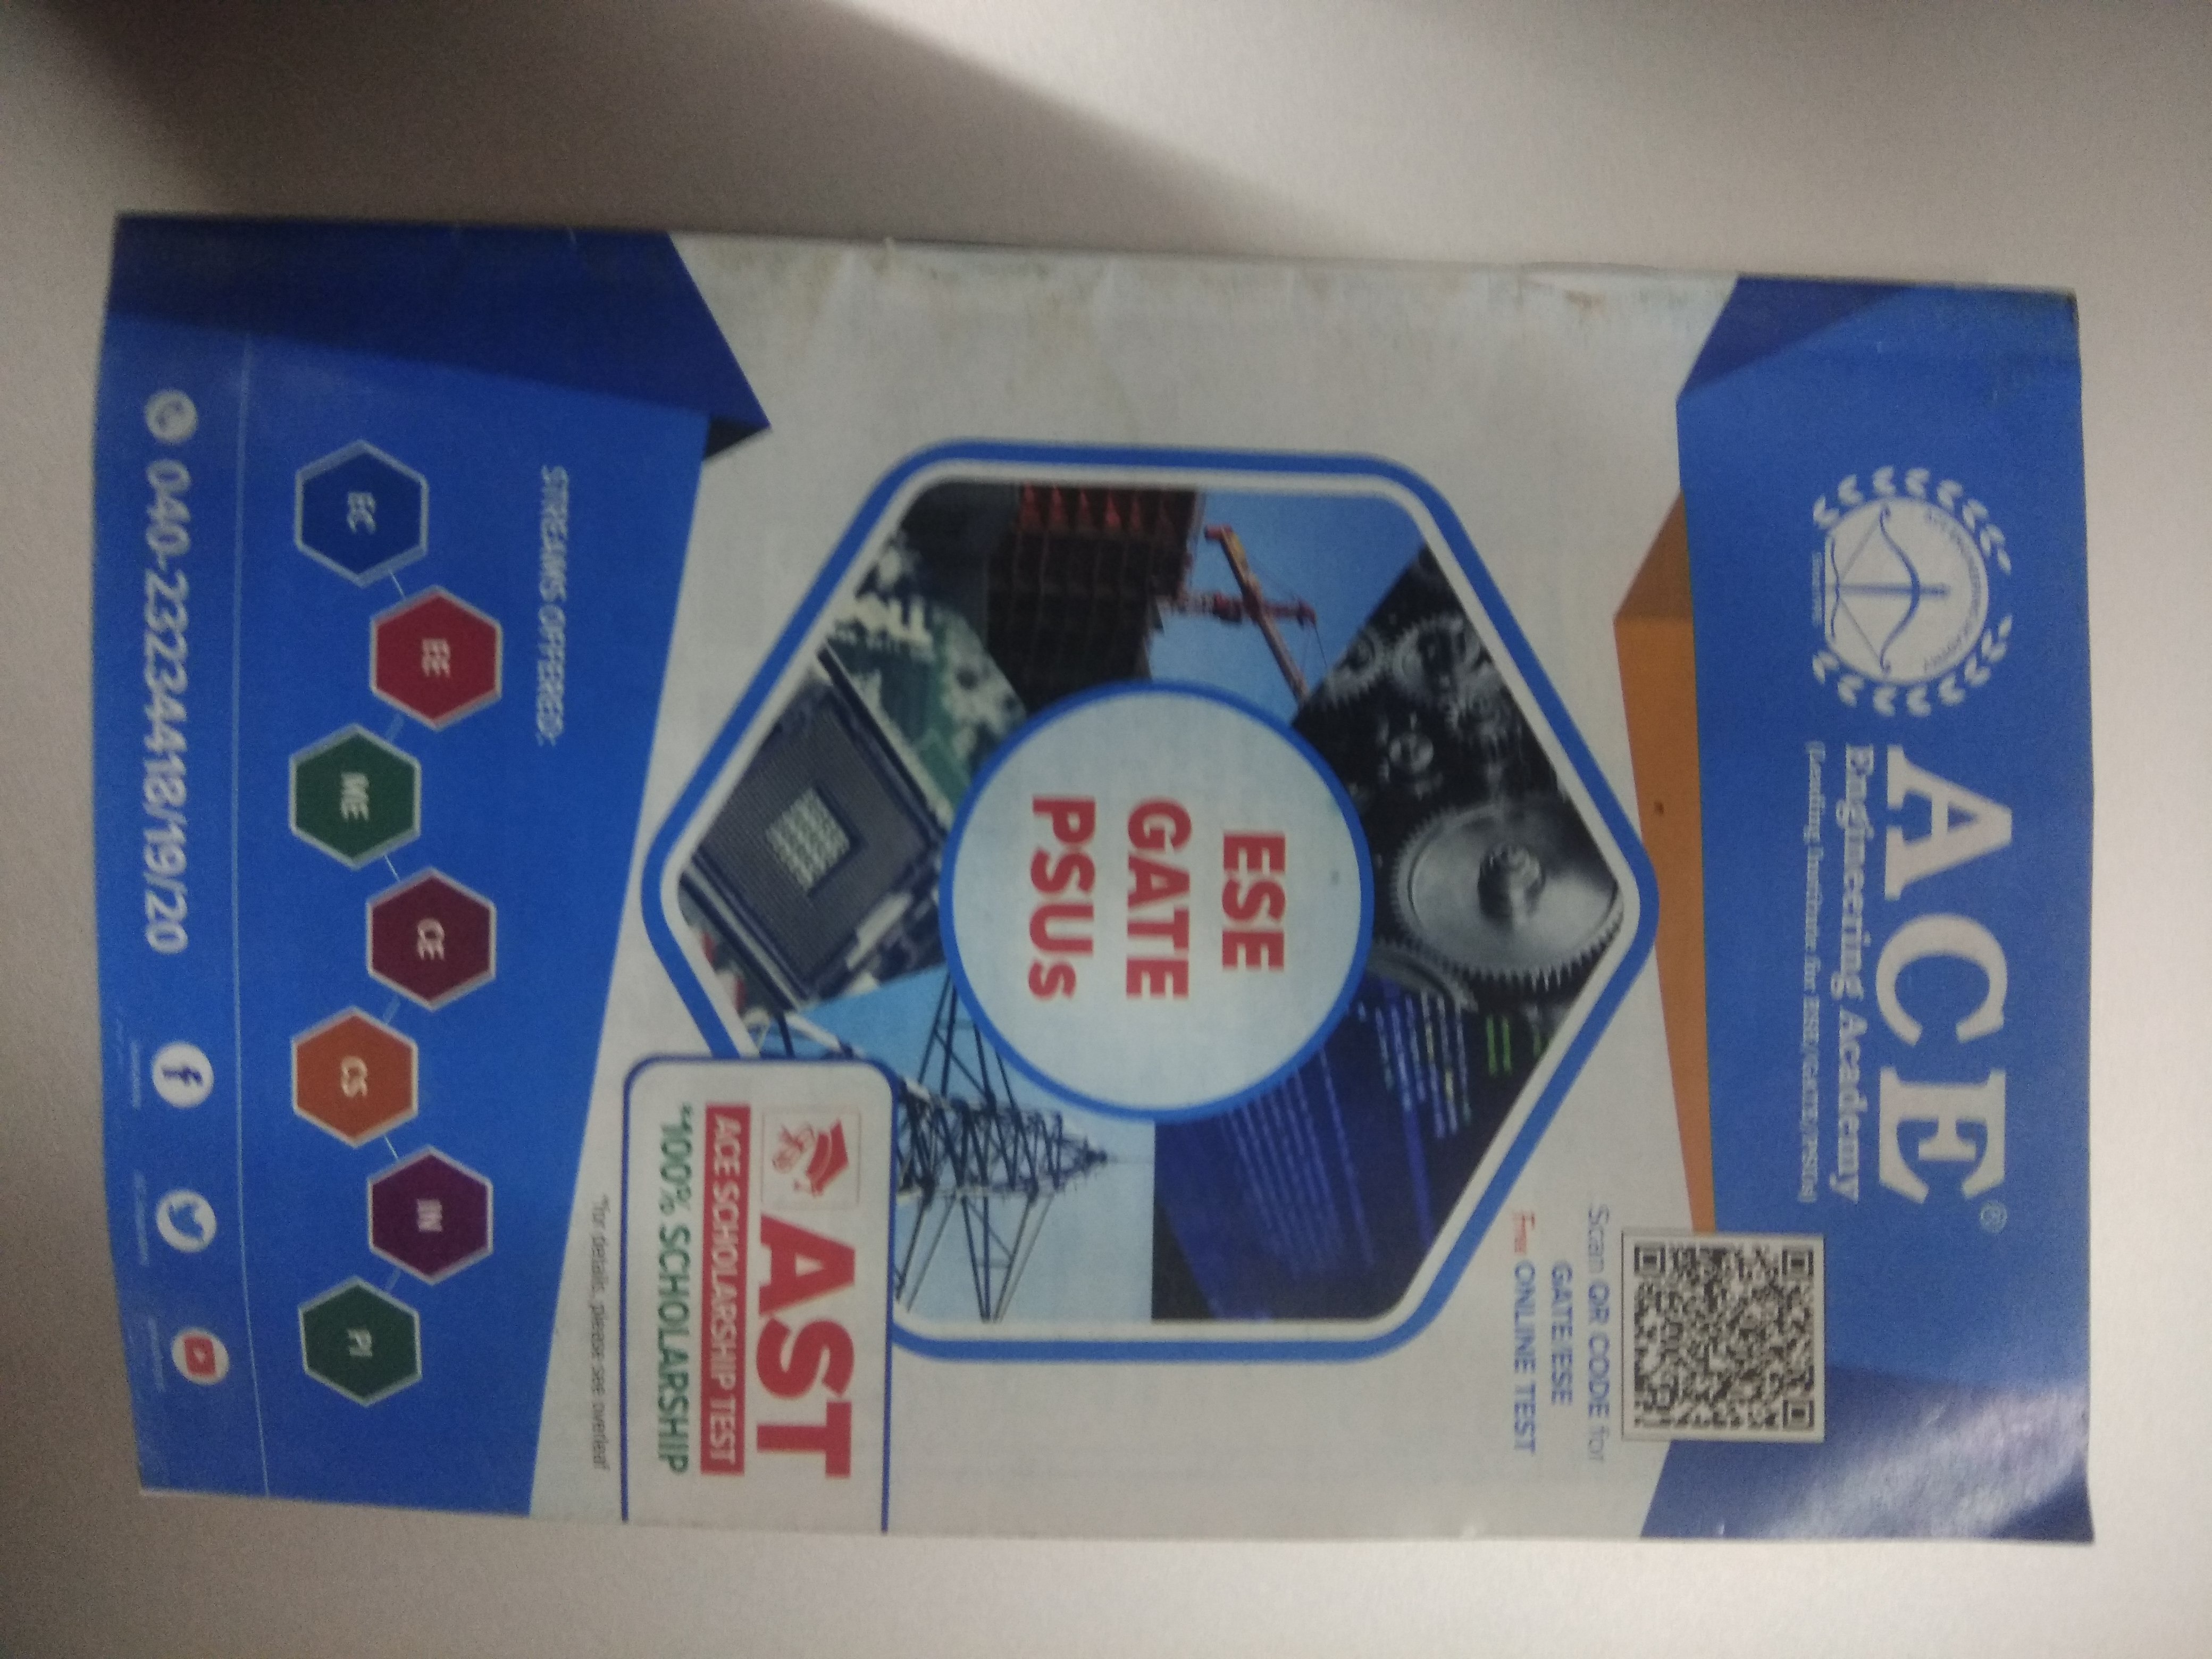 ACE®
Engineering Academy
(Leading Institute for ESE/GATE/PSUs)
Since 1995
Scan QR CODE for
GATE/ESE
Free ONLINE TEST
ESE
GATE
PSUs
AST
ACE SCHOLARSHIP TEST
*100% SCHOLARSHIP
*for details, please see overleaf
STREAMS OFFERED:
EC EE ME CE CS IN PI
040-23234418/19/20